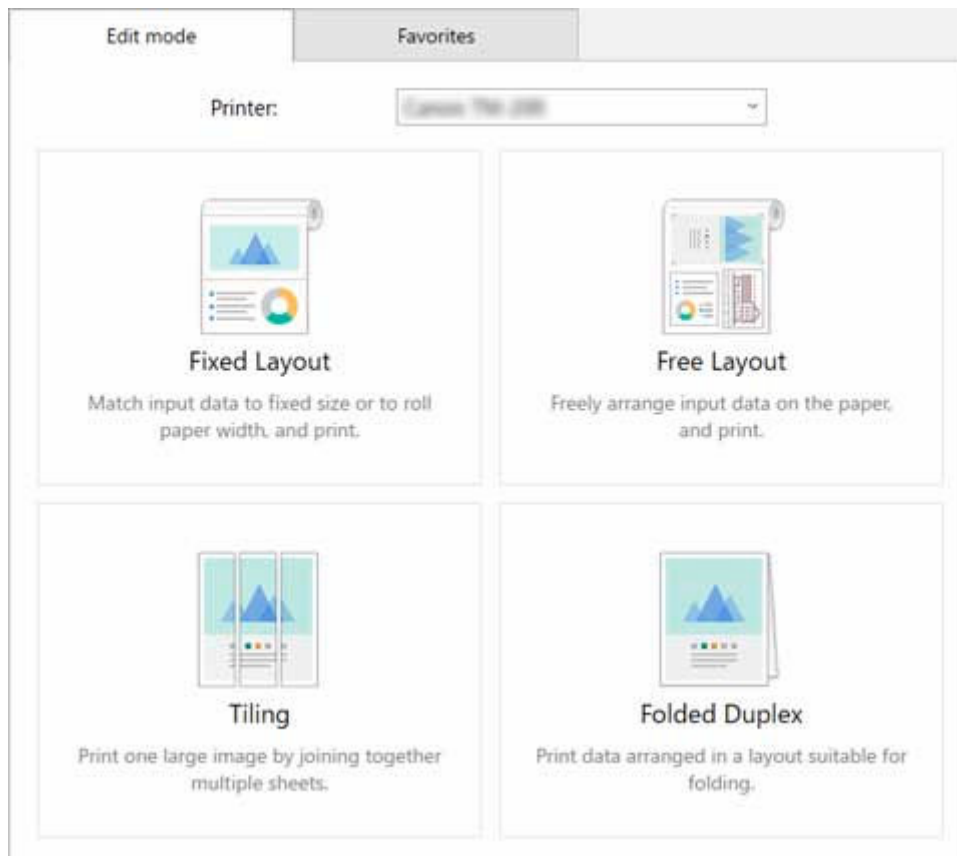 Edit mode
Favorites
Printer:
Fixed Layout
Match input data to fixed size or to roll
paper width, and print.
Free Layout
Freely arrange input data on the paper,
and print.
Tiling
Print one large image by joining together
multiple sheets.
Folded Duplex
Print data arranged in a layout suitable for
folding.